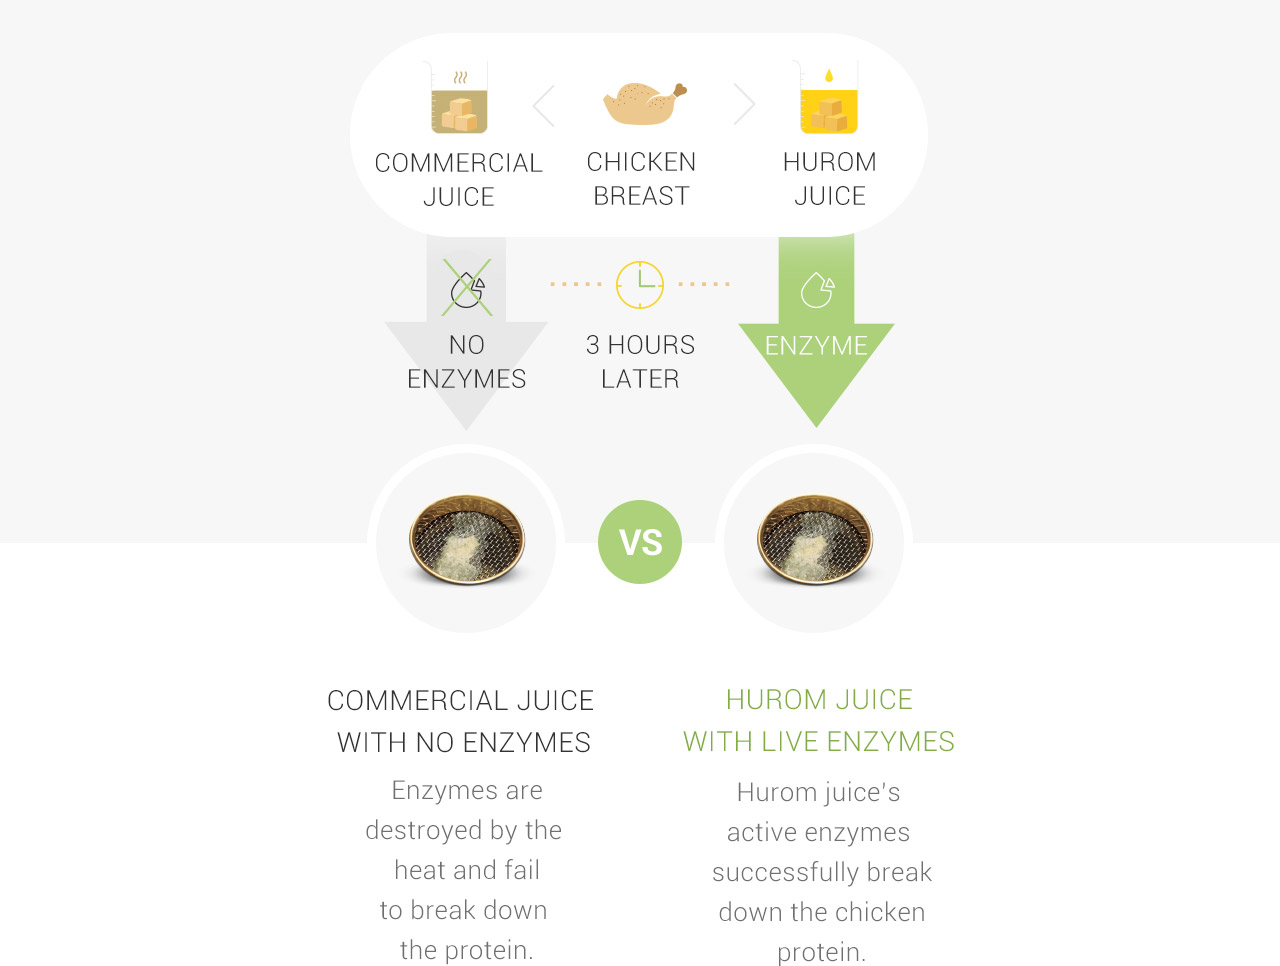 COMMERCIAL
JUICE
CHICKEN
BREAST
HUROM
JUICE
NO
ENZYMES
3 HOURS
LATER
ENZYME
VS
COMMERCIAL JUICE
WITH NO ENZYMES
Enzymes are
destroyed by the
heat and fail
to break down
the protein.
HUROM JUICE
WITH LIVE ENZYMES
Hurom juice's
active enzymes
successfully break
down the chicken
protein.